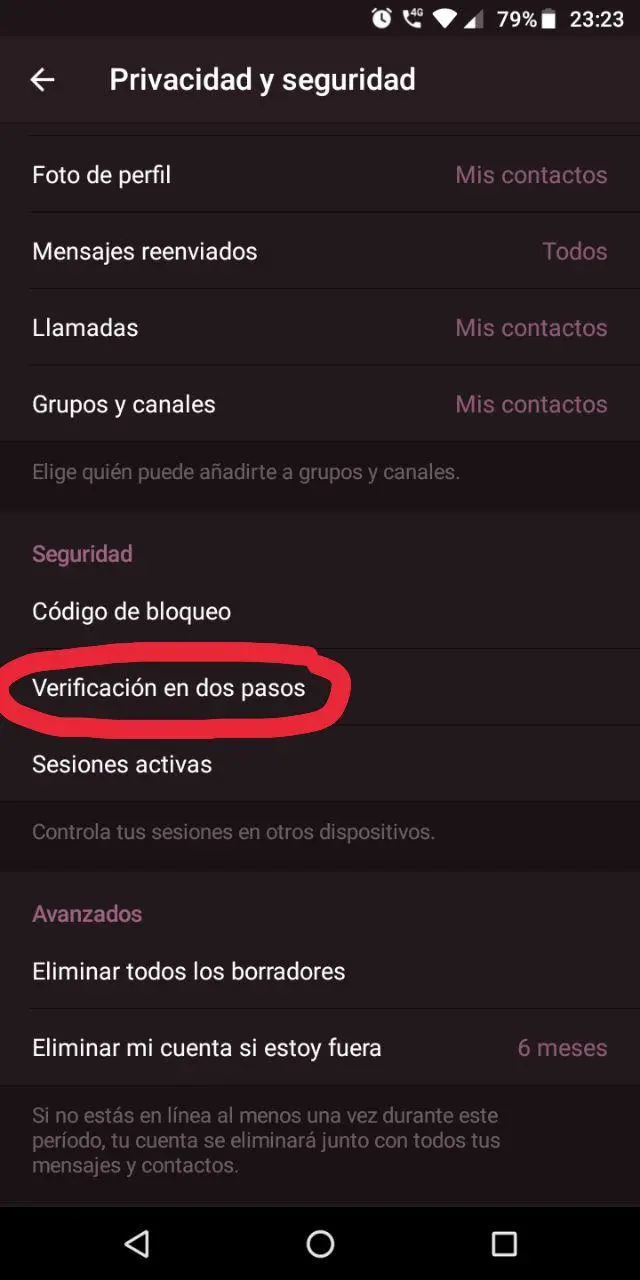 4G 79% 23:23
Privacidad y seguridad
Foto de perfil Mis contactos
Mensajes reenviados Todos
Llamadas Mis contactos
Grupos y canales Mis contactos
Elige quién puede añadirte a grupos y canales.
Seguridad
Código de bloqueo
Verificación en dos pasos
Sesiones activas
Controla tus sesiones en otros dispositivos.
Avanzados
Eliminar todos los borradores
Eliminar mi cuenta si estoy fuera 6 meses
Si no estás en línea al menos una vez durante este
período, tu cuenta se eliminará junto con todos tus
mensajes y contactos.